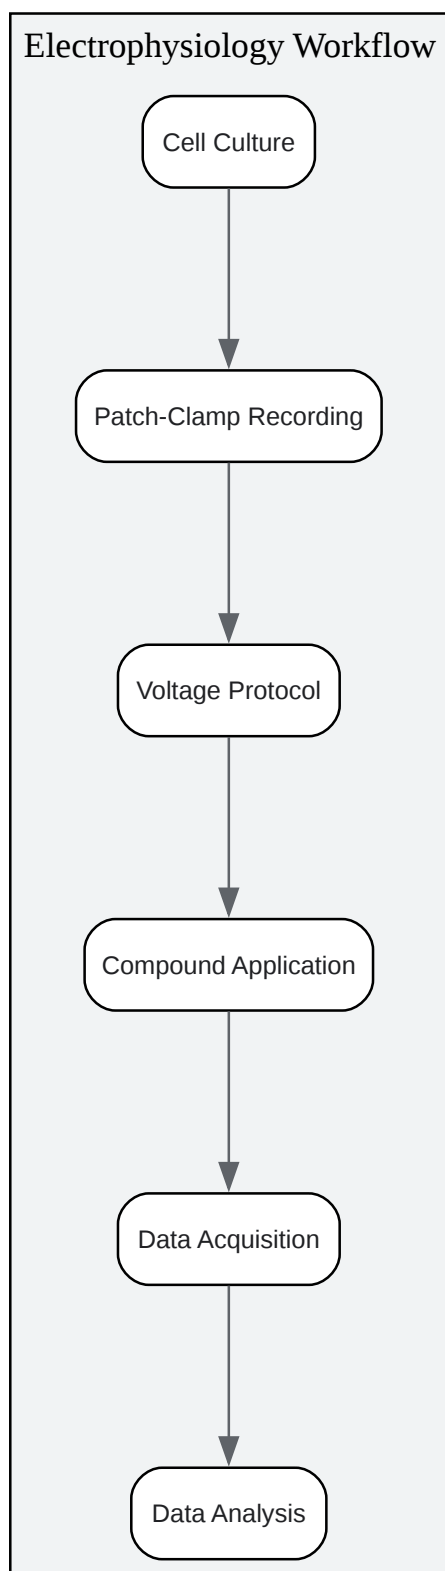 Electrophysiology Workflow
Cell Culture
Patch-Clamp Recording
Voltage Protocol
Compound Application
Data Acquisition
Data Analysis